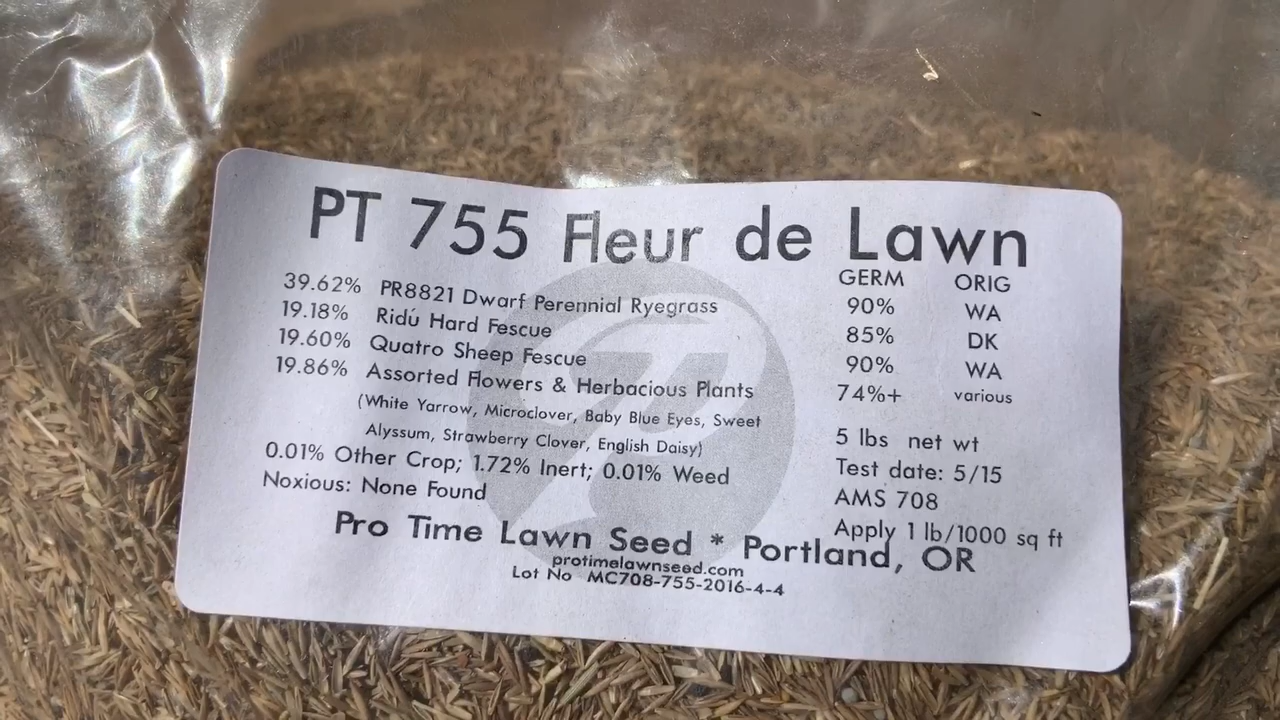 PT 755 Fleur de Lawn
GERM ORIG
39.62% PR8821 Dwarf Perennial Ryegrass 90% WA
19.18% Ridú Hard Fescue 85% DK
19.60% Quatro Sheep Fescue 90% WA
19.86% Assorted Flowers & Herbacious Plants 74%+ various
(White Yarrow, Microclover, Baby Blue Eyes, Sweet
Alyssum, Strawberry Clover, English Daisy)
5 lbs net wt
0.01% Other Crop; 1.72% Inert; 0.01% Weed
Test date: 5/15
Noxious: None Found
AMS 708
Apply 1 lb/1000 sq ft
Pro Time Lawn Seed * Portland, OR
protimelawnseed.com
Lot No MC708-755-2016-4-4